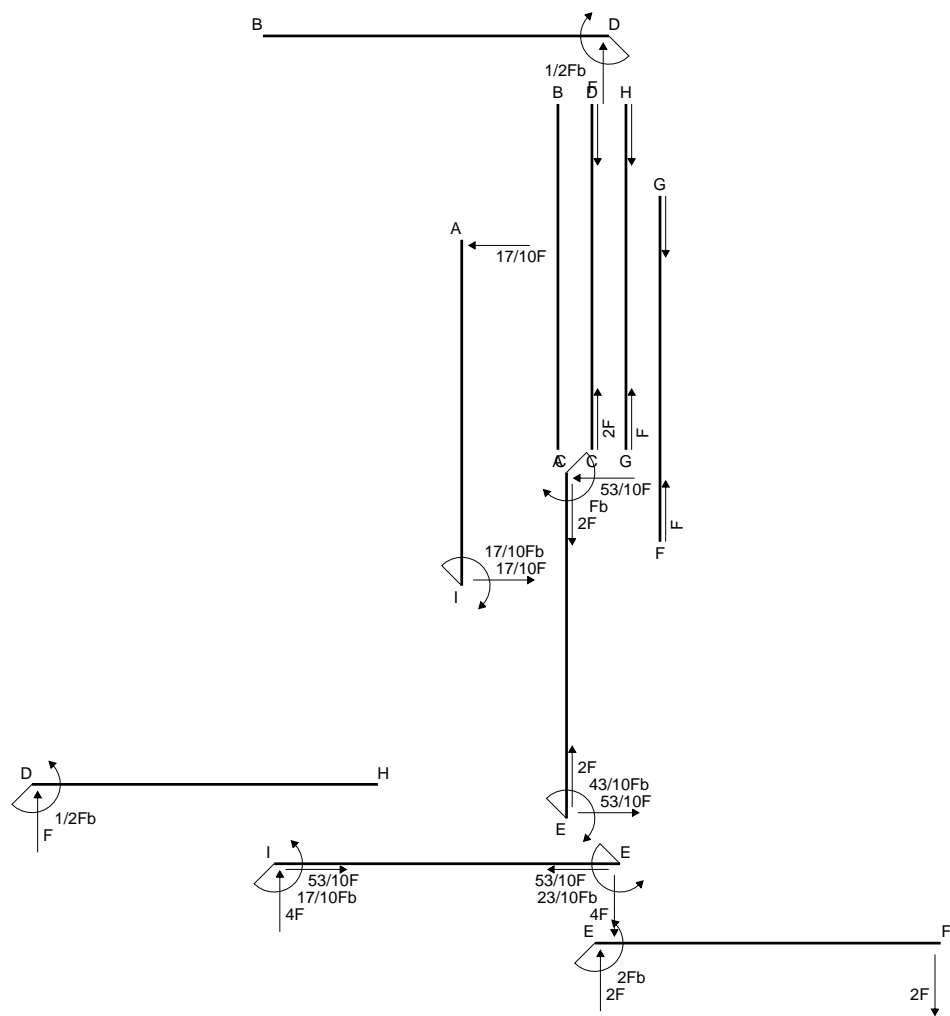 B
D
1/2Fb
F
B
D
H
G
A
17/10F
2F
F
A
C
C
G
53/10F
Fb
2F
F
F
17/10Fb
17/10F
I
2F
43/10Fb
53/10F
E
D
H
1/2Fb
F
I
E
53/10F
17/10Fb
4F
53/10F
23/10Fb
4F
E
F
2Fb
2F
2F